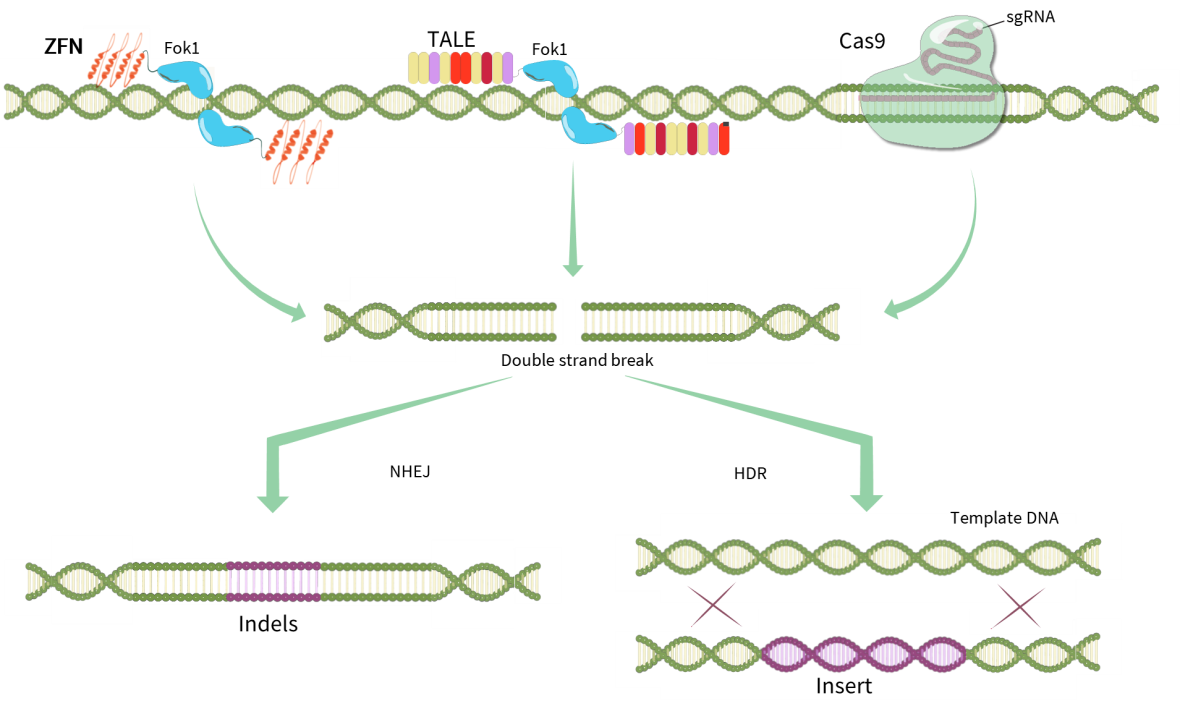 ZFN
Fok1
TALE
Fok1
Cas9
sgRNA
Double strand break
NHEJ
HDR
Template DNA
Indels
Insert